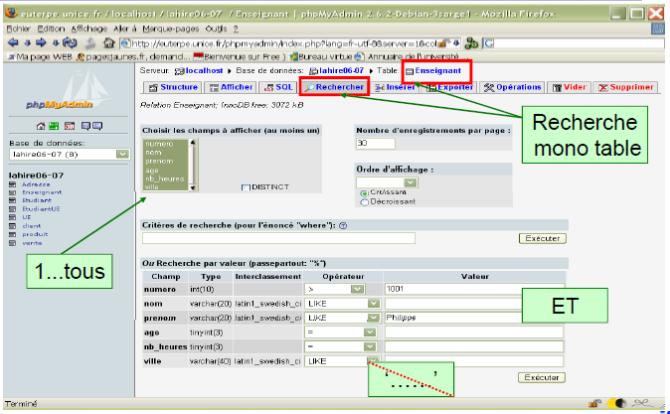 euterpe.unice.fr / localhost / lahire06-07 / Enseignant | phpMyAdmin 2.6.2-Debian-3sarge1 - Mozilla Firefox
Fichier Edition Affichage Aller à Marque-pages Outils ?
http://euterpe.unice.fr/phpmyadmin/index.php?lang=fr-utf-8&server=1&col
Ma page WEB pagesjaunes.fr, demand... Bienvenue sur Free :) Bureau virtuel Annuaire de l'université
Serveur: localhost ▸ Base de données: lahire06-07 ▸ Table: Enseignant
Structure Afficher SQL Rechercher Insérer Exporter Opérations Vider Supprimer
phpMyAdmin
Relation Enseignant; InnoDB free: 3072 kB
Recherche
mono table
Base de données:
lahire06-07 (8)
lahire06-07
Adresse
Enseignant
Etudiant
EtudiantUE
UE
client
produit
vente
Choisir les champs à afficher (au moins un)
numero
nom
prenom
age
nb_heures
ville
DISTINCT
Nombre d'enregistrements par page :
30
Ordre d'affichage :
Croissant
Décroissant
1...tous
Critères de recherche (pour l'énoncé "where"):
Exécuter
Ou Recherche par valeur (passepartout: "%")
Champ Type Interclassement Opérateur Valeur
numero int(10) > 1001
nom varchar(20) latin1_swedish_ci LIKE
prenom varchar(20) latin1_swedish_ci LIKE Philippe
age tinyint(3) =
nb_heures tinyint(3) =
ville varchar(40) latin1_swedish_ci LIKE
ET
'.....'
Exécuter
Terminé